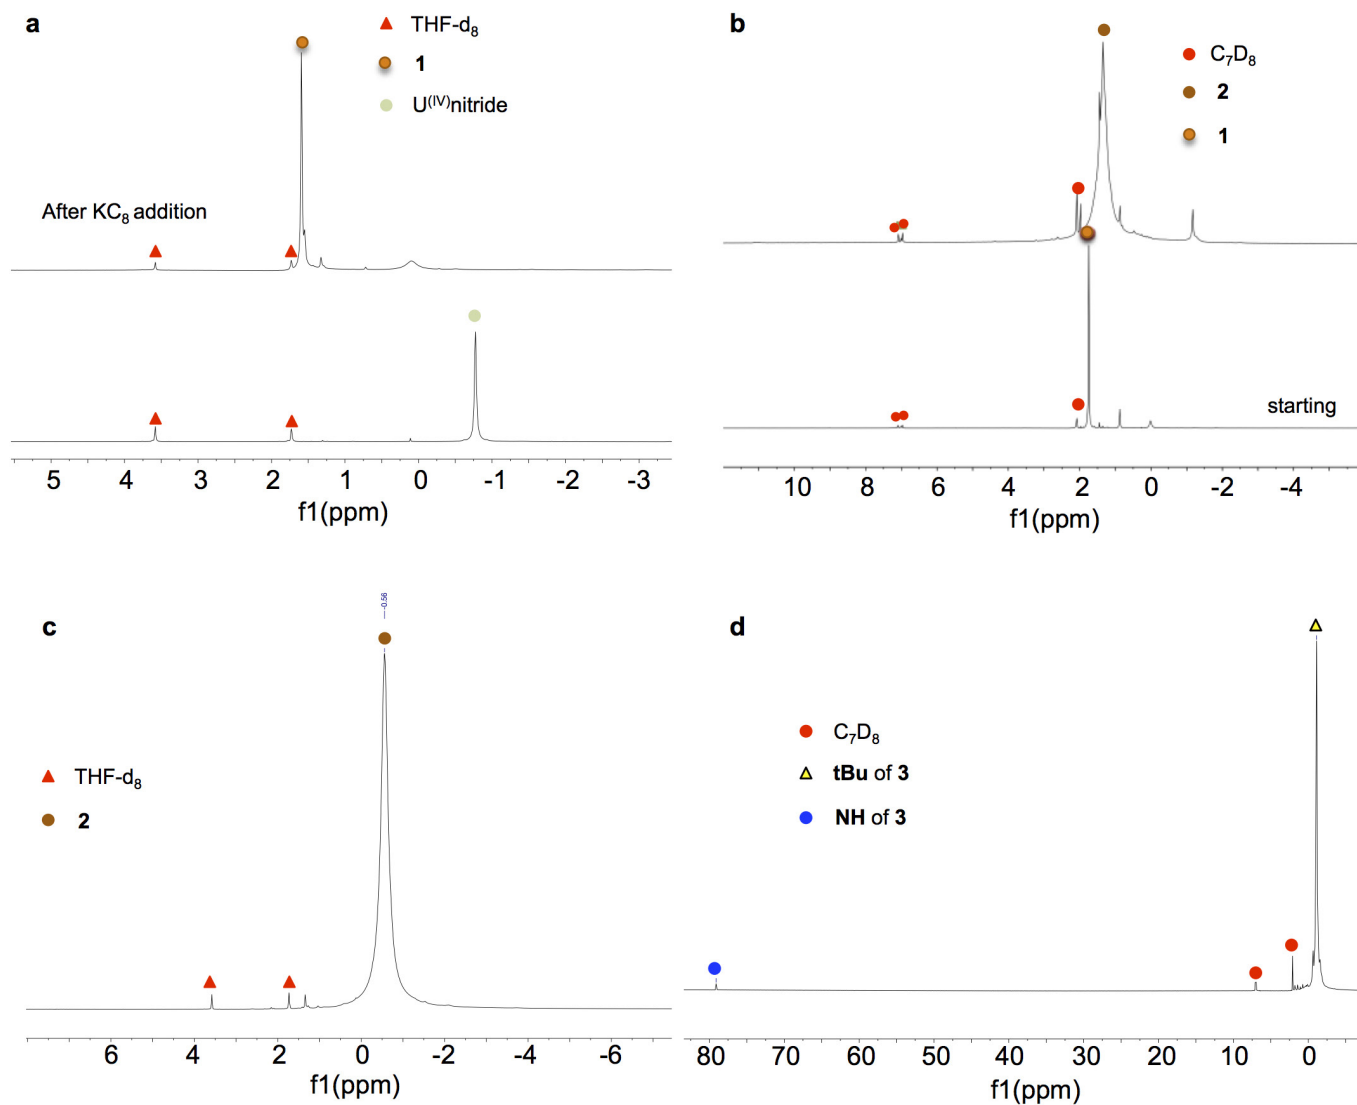 a
THF-d8
1
U(IV)nitride
After KC8 addition
5 4 3 2 1 0 -1 -2 -3
f1(ppm)
b
C7D8
2
1
starting
10 8 6 4 2 0 -2 -4
f1(ppm)
c
-0.56
THF-d8
2
6 4 2 0 -2 -4 -6
f1(ppm)
d
C7D8
tBu of 3
NH of 3
80 70 60 50 40 30 20 10 0
f1(ppm)